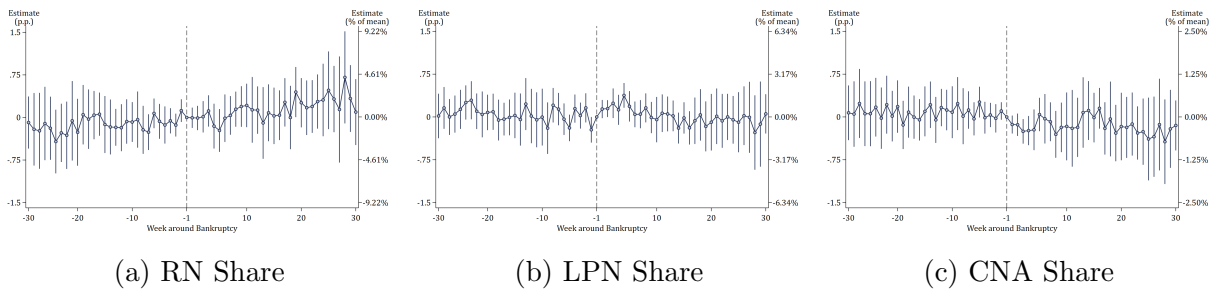 Estimate
(p.p.)
Estimate
(% of mean)
1.5
.75
0
-.75
-1.5
9.22%
4.61%
0.00%
-4.61%
-9.22%
-30
-20
-10
-1
10
20
30
Week around Bankruptcy
(a) RN Share
Estimate
(p.p.)
Estimate
(% of mean)
1.5
.75
0
-.75
-1.5
6.34%
3.17%
0.00%
-3.17%
-6.34%
-30
-20
-10
-1
10
20
30
Week around Bankruptcy
(b) LPN Share
Estimate
(p.p.)
Estimate
(% of mean)
1.5
.75
0
-.75
-1.5
2.50%
1.25%
0.00%
-1.25%
-2.50%
-30
-20
-10
-1
10
20
30
Week around Bankruptcy
(c) CNA Share